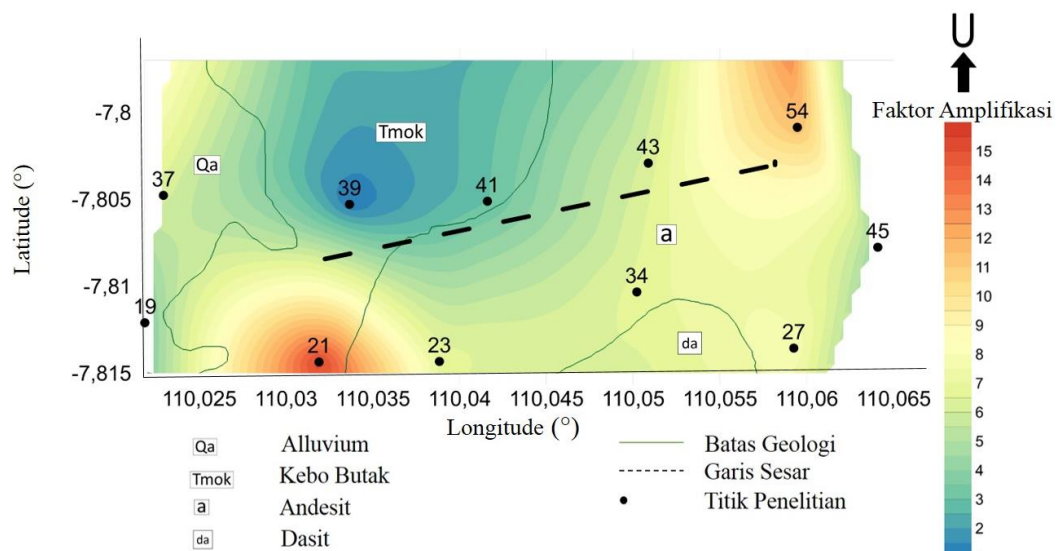 U
Faktor Amplifikasi
-7,8
-7,805
-7,81
-7,815
Latitude (°)
Tmok
Qa
a
da
54
43
37
39
41
45
34
19
21
23
27
110,025 110,03 110,035 110,04 110,045 110,05 110,055 110,06 110,065
Longitude (°)
15
14
13
12
11
10
9
8
7
6
5
4
3
2
Qa Alluvium
Tmok Kebo Butak
a Andesit
da Dasit
Batas Geologi
Garis Sesar
Titik Penelitian